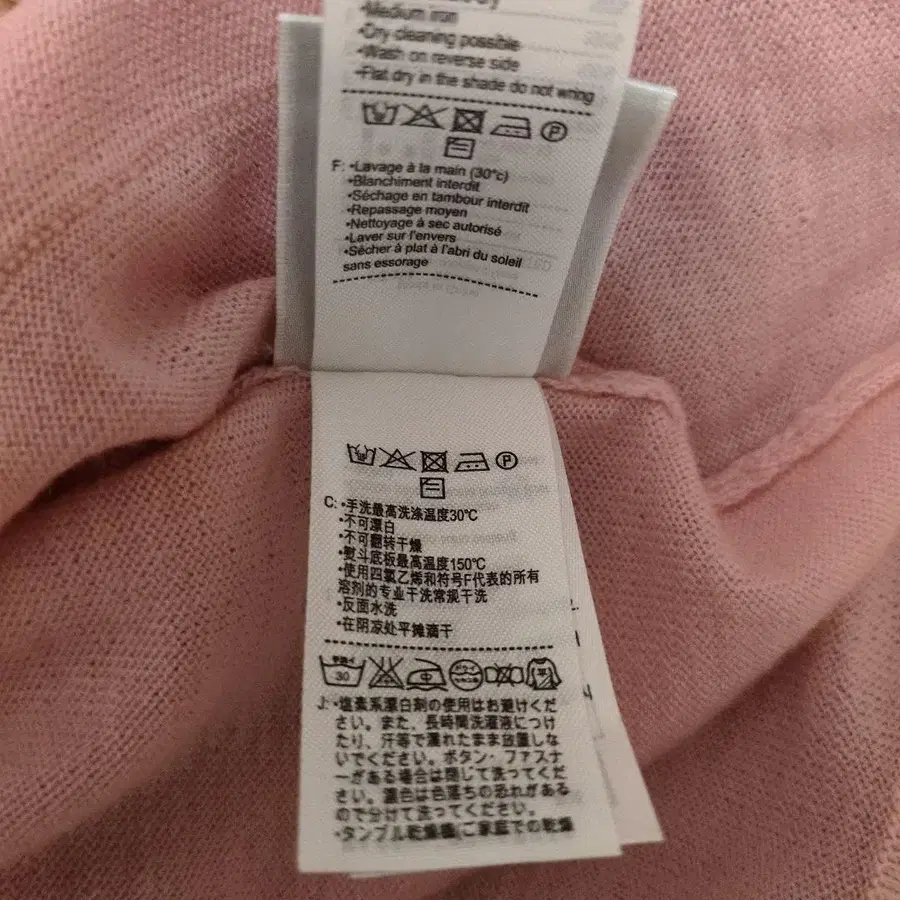 •Medium iron
•Dry cleaning possible
•Wash on reverse side
•Flat dry in the shade do not wring
P
F: •Lavage à la main (30°c)
•Blanchiment interdit
•Séchage en tambour interdit
•Repassage moyen
•Nettoyage à sec autorisé
•Laver sur l'envers
•Sécher à plat à l'abri du soleil
sans essorage
P
C: •手洗最高洗涤温度30℃
•不可漂白
•不可翻转干燥
•熨斗底板最高温度150℃
•使用四氯乙烯和符号F代表的所有
溶剂的专业干洗常规干洗
•反面水洗
•在阴凉处平摊滴干
30 中
J: •塩素系漂白剤の使用はお避けくだ
さい。また、長時間洗濯液につけ
たり、汗等で濡れたまま放置しな
いでください。ボタン・ファスナ
ーがある場合は閉じて洗ってくだ
さい。濃色は色落ちの恐れがある
ので分けて洗ってください。
•タンブル乾燥機(ご家庭での乾燥